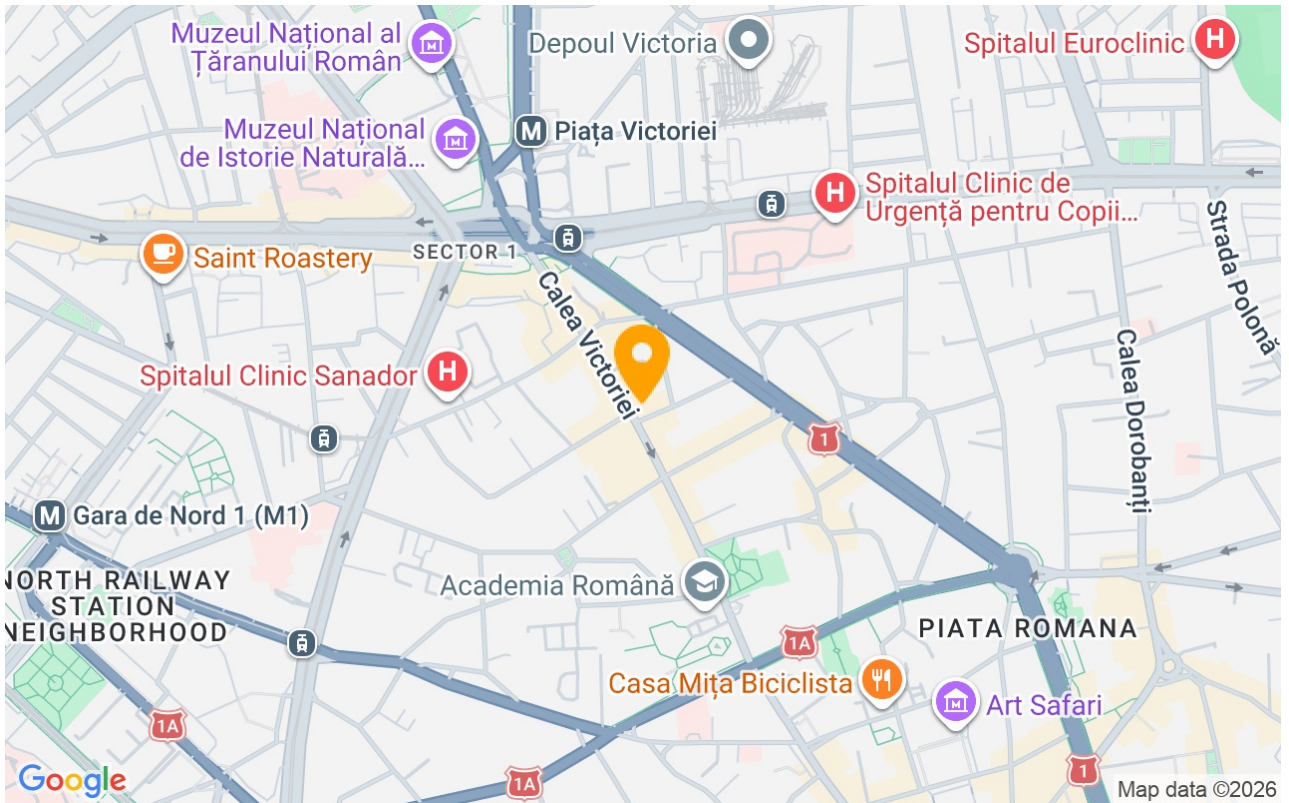 Muzeul Național al
Țăranului Român
Depoul Victoria
Spitalul Euroclinic
H
Muzeul Național
de Istorie Naturală...
M Piața Victoriei
H
Spitalul Clinic de
Urgență pentru Copii...
Saint Roastery
SECTOR 1
Strada Polonă
Calea Victoriei
Calea Dorobanți
Spitalul Clinic Sanador
H
1
M Gara de Nord 1 (M1)
NORTH RAILWAY
STATION
NEIGHBORHOOD
Academia Română
PIATA ROMANA
1A
Casa Mița Biciclista
Art Safari
1A
1A
1
Google
Map data ©2026